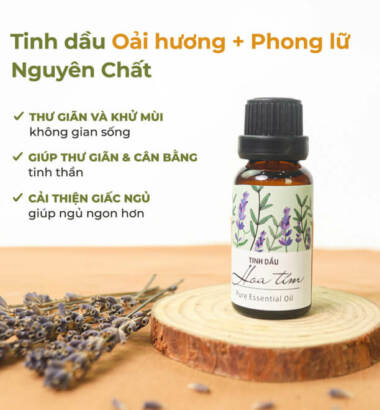 Tinh dầu Oải hương + Phong lữ
Nguyên Chất
THƯ GIÃN VÀ KHỬ MÙI
không gian sống
GIÚP THƯ GIÃN & CÂN BẰNG
tinh thần
CẢI THIỆN GIẤC NGỦ
giúp ngủ ngon hơn
TINH DẦU
Hoa tím
Pure Essential Oil